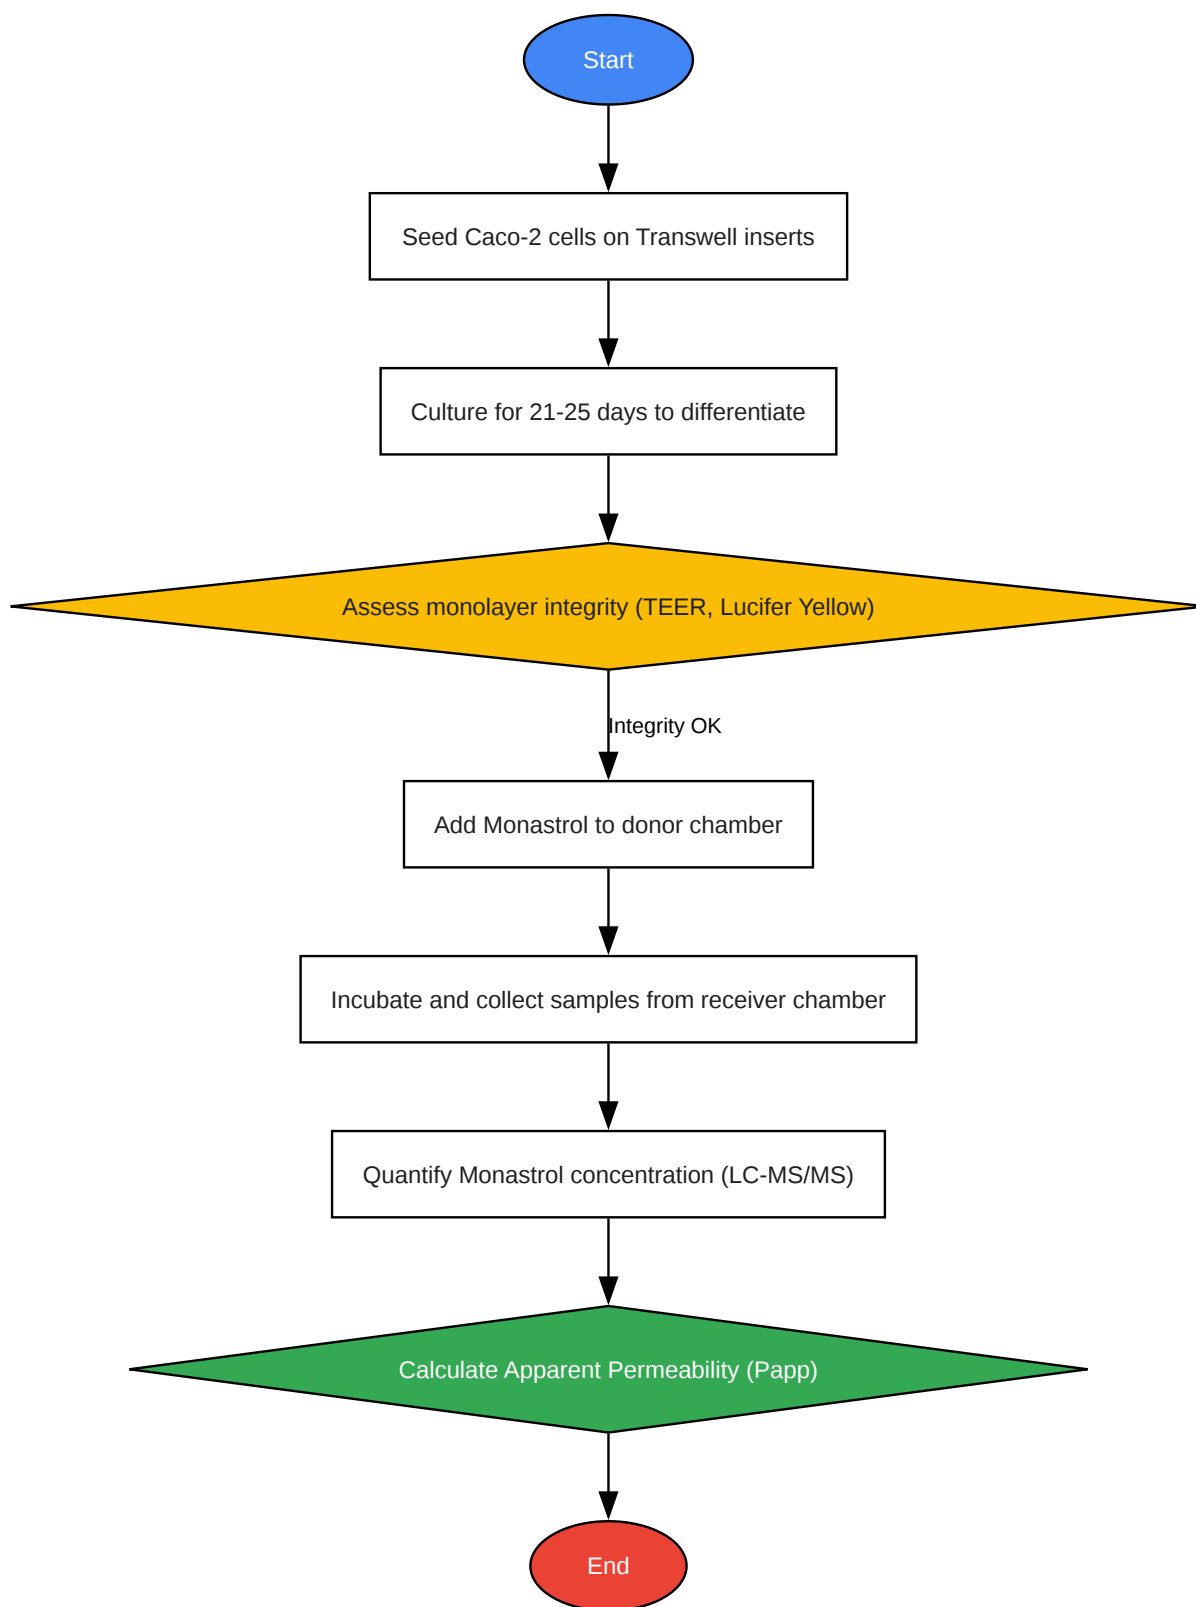 Start
Seed Caco-2 cells on Transwell inserts
Culture for 21-25 days to differentiate
Assess monolayer integrity (TEER, Lucifer Yellow)
Integrity OK
Add Monastrol to donor chamber
Incubate and collect samples from receiver chamber
Quantify Monastrol concentration (LC-MS/MS)
Calculate Apparent Permeability (Papp)
End